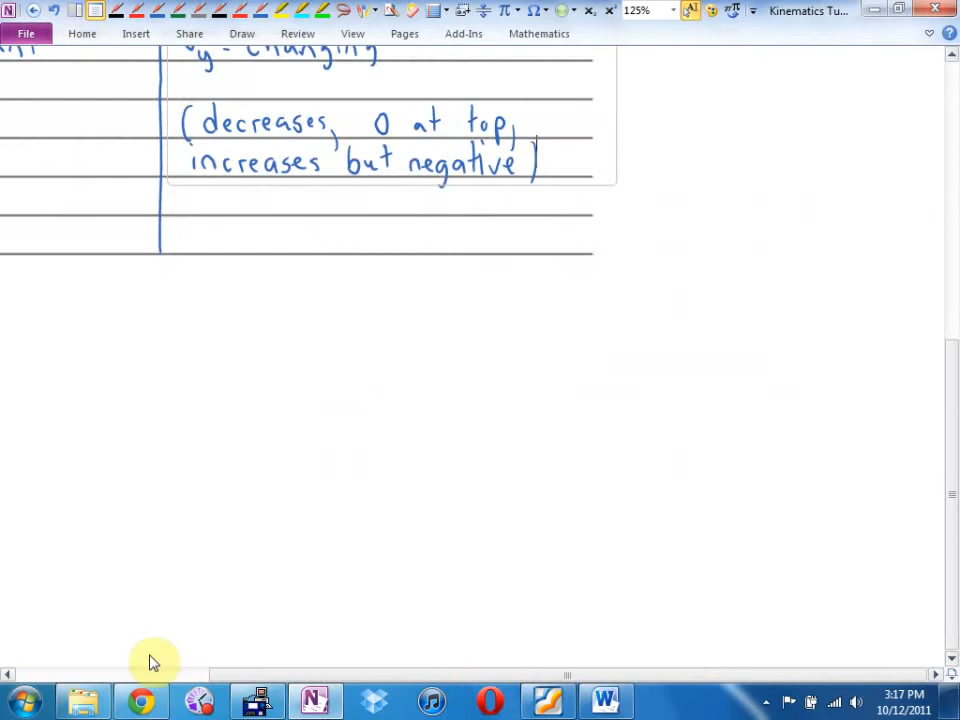 125%
Kinematics Tu...
File
Home
Insert
Share
Draw
Review
View
Pages
Add-Ins
Mathematics
changing
(decreases, 0 at top,
increases but negative)
3:17 PM
10/12/2011